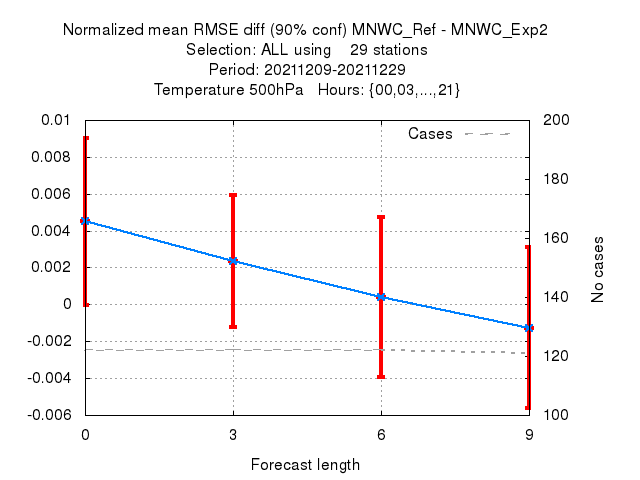 Normalized mean RMSE diff (90% conf) MNWC_Ref - MNWC_Exp2
Selection: ALL using    29 stations
Period: 20211209-20211229
Temperature 500hPa   Hours: {00,03,...,21}
Cases
0.01
0.008
0.006
0.004
0.002
0
-0.002
-0.004
-0.006
200
180
160
140
120
100
No cases
0 3 6 9
Forecast length